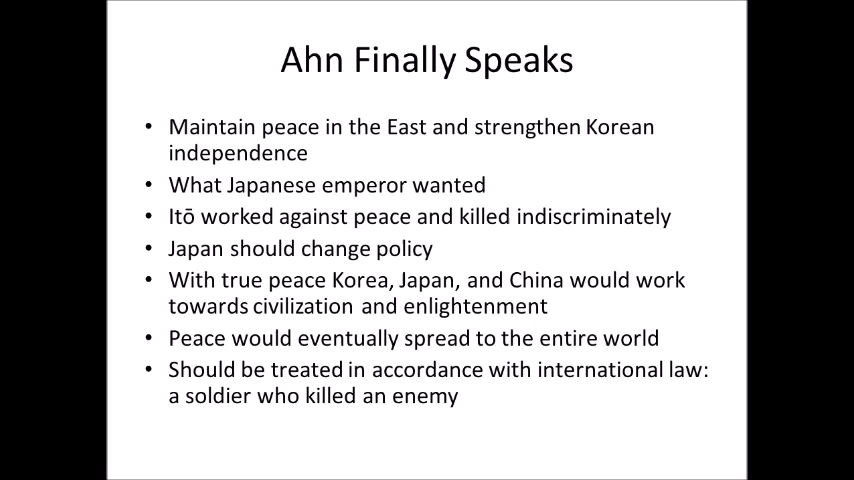 Ahn Finally Speaks
• Maintain peace in the East and strengthen Korean
independence
• What Japanese emperor wanted
• Itō worked against peace and killed indiscriminately
• Japan should change policy
• With true peace Korea, Japan, and China would work
towards civilization and enlightenment
• Peace would eventually spread to the entire world
• Should be treated in accordance with international law:
a soldier who killed an enemy